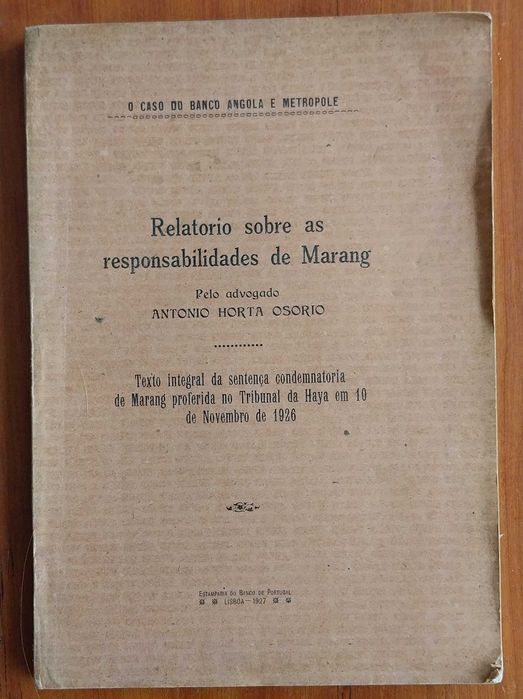 O CASO DO BANCO ANGOLA E METROPOLE
Relatorio sobre as
responsabilidades de Marang
Pelo advogado
ANTONIO HORTA OSORIO
Texto integral da sentença condemnatoria
de Marang proferida no Tribunal da Haya em 10
de Novembro de 1926
ESTAMPARIA DO BANCO DE PORTUGAL
LISBOA—1927